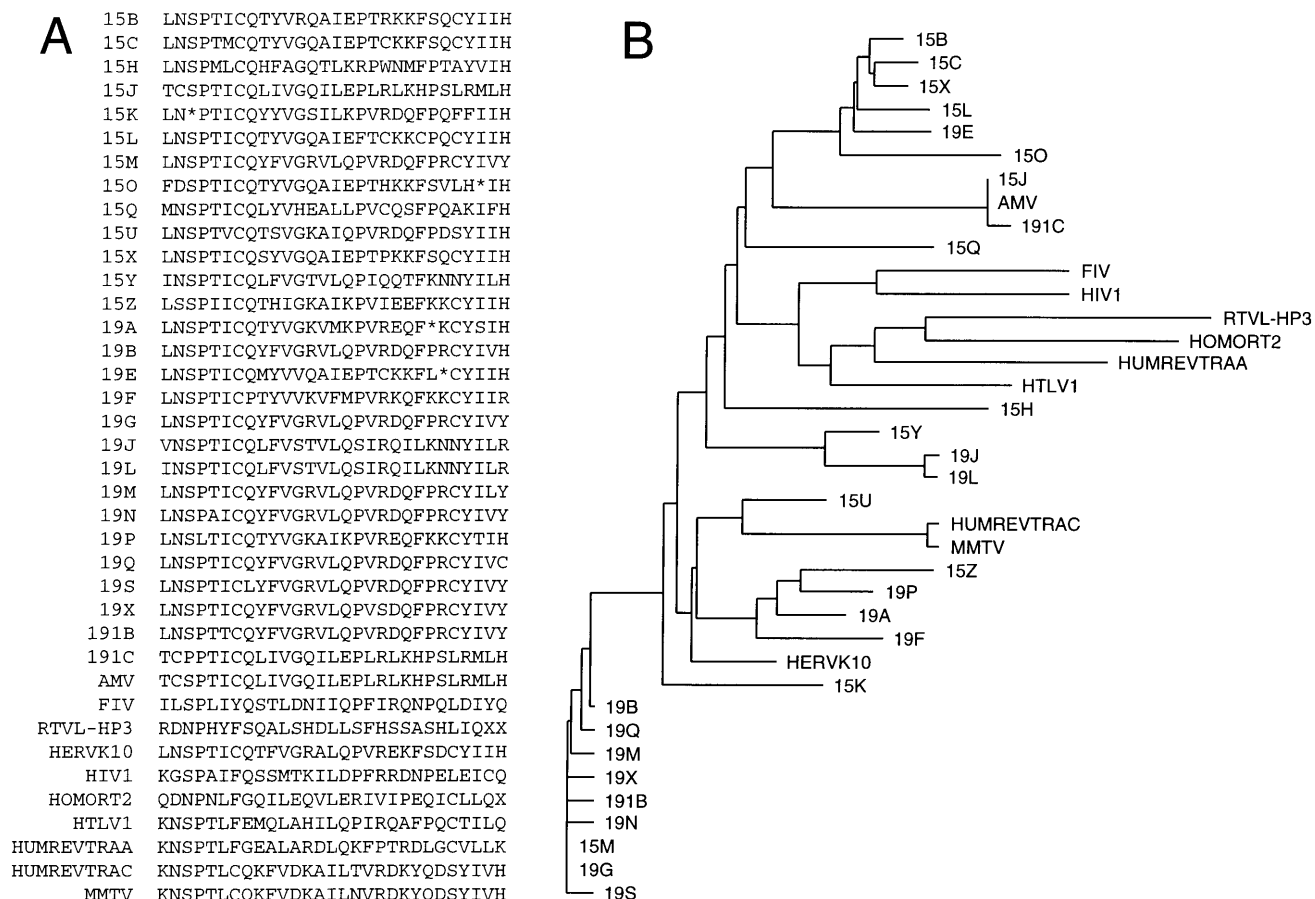 A
15B LNSPTICQTYVRQAIEPTRKKFSQCYIIH
15C LNSPTMCQTYVGQAIEPTCKKFSQCYIIH
15H LNSPMLCQHFAGQTLKRPWNMFPTAYVIH
15J TCSPTICQLIVGQILEPLRLKHPSLRMLH
15K LN*PTICQYYVGSILKPVRDQFPQFFIIH
15L LNSPTICQTYVGQAIEFTCKKCPQCYIIH
15M LNSPTICQYFVGRVLQPVRDQFPRCYIVY
15O FDSPTICQTYVGQAIEPTHKKFSVLH*IH
15Q MNSPTICQLYVHEALLPVCQSFPQAKIFH
15U LNSPTVCQTSVGKAIQPVRDQFPDSYIIH
15X LNSPTICQSYVGQAIEPTPKKFSQCYIIH
15Y INSPTICQLFVGTVLQPIQQTFKNNYILH
15Z LSSPIICQTHIGKAIKPVIEEFKKCYIIH
19A LNSPTICQTYVGKVMKPVREQF*KCYSIH
19B LNSPTICQYFVGRVLQPVRDQFPRCYIVH
19E LNSPTICQMYVVQAIEPTCKKFL*CYIIH
19F LNSPTICPTYVVKVFMPVRKQFKKCYIIR
19G LNSPTICQYFVGRVLQPVRDQFPRCYIVY
19J VNSPTICQLFVSTVLQSIRQILKNNYILR
19L INSPTICQLFVSTVLQSIRQILKNNYILR
19M LNSPTICQYFVGRVLQPVRDQFPRCYILY
19N LNSPAICQYFVGRVLQPVRDQFPRCYIVY
19P LNSLTICQTYVGKAIKPVREQFKKCYTIH
19Q LNSPTICQYFVGRVLQPVRDQFPRCYIVC
19S LNSPTICLYFVGRVLQPVRDQFPRCYIVY
19X LNSPTICQYFVGRVLQPVSDQFPRCYIVY
191B LNSPTTCQYFVGRVLQPVRDQFPRCYIVY
191C TCPPTICQLIVGQILEPLRLKHPSLRMLH
AMV TCSPTICQLIVGQILEPLRLKHPSLRMLH
FIV ILSPLIYQSTLDNIIQPFIRQNPQLDIYQ
RTVL-HP3 RDNPHYFSQALSHDLLSFHSSASHLIQXX
HERVK10 LNSPTICQTFVGRALQPVREKFSDCYIIH
HIV1 KGSPAIFQSSMTKILDPFRRDNPELEICQ
HOMORT2 QDNPNLFGQILEQVLERIVIPEQICLLQX
HTLV1 KNSPTLFEMQLAHILQPIRQAFPQCTILQ
HUMREVTRAA KNSPTLFGEALARDLQKFPTRDLGCVLLK
HUMREVTRAC KNSPTLCQKFVDKAILTVRDKYQDSYIVH
MMTV KNSPTLCQKFVDKAILNVRDKYQDSYIVH
B
15B
15C
15X
15L
19E
15O
15J
AMV
191C
15Q
FIV
HIV1
RTVL-HP3
HOMORT2
HUMREVTRAA
HTLV1
15H
15Y
19J
19L
15U
HUMREVTRAC
MMTV
15Z
19P
19A
19F
HERVK10
15K
19B
19Q
19M
19X
191B
19N
15M
19G
19S